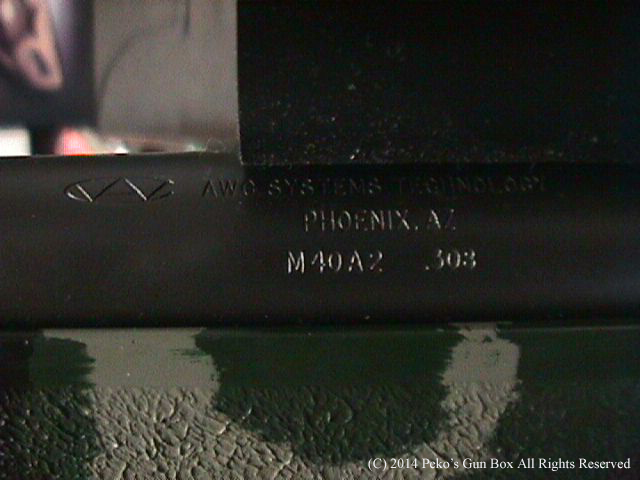 AWC SYSTEMS TECHNOLOGY
PHOENIX, AZ
M40A2 .308
(C) 2014 Peko's Gun Box All Rights Reserved